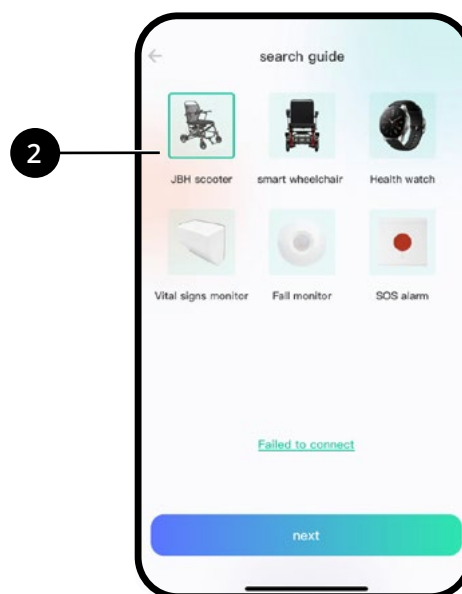 search guide
2
JBH scooter
smart wheelchair
Health watch
Vital signs monitor
Fall monitor
SOS alarm
Failed to connect
next